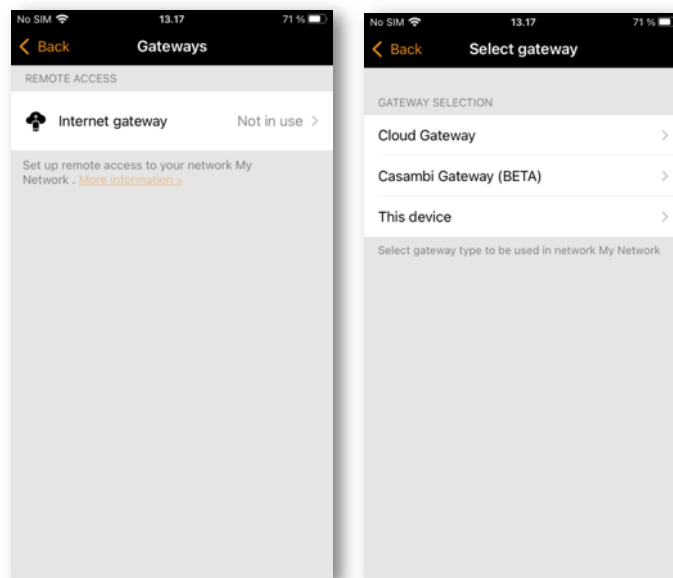 No SIM 13.17 71 %
Back Gateways
REMOTE ACCESS
Internet gateway Not in use
Set up remote access to your network My
Network . More information >
No SIM 13.17 71 %
Back Select gateway
GATEWAY SELECTION
Cloud Gateway
Casambi Gateway (BETA)
This device
Select gateway type to be used in network My Network